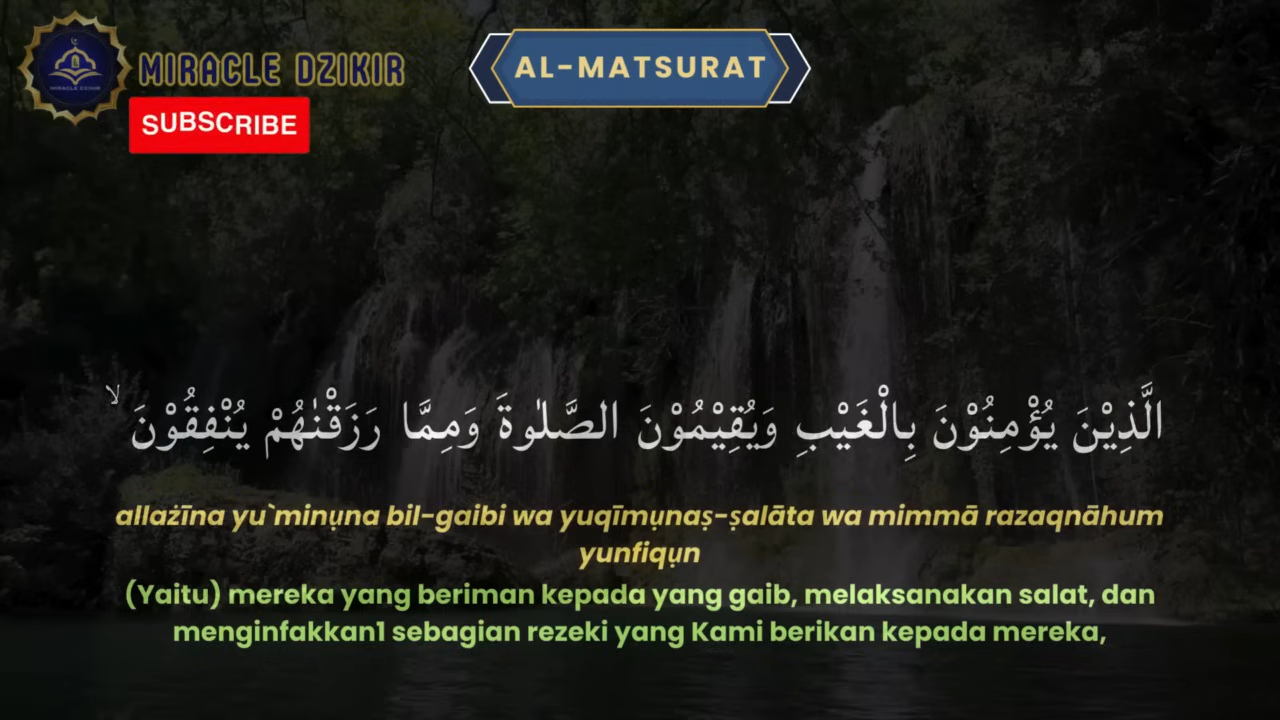 MIRACLE DZIKIR
MIRACLE DZIKIR
SUBSCRIBE
AL-MATSURAT
الَّذِيْنَ يُؤْمِنُوْنَ بِالْغَيْبِ وَيُقِيْمُوْنَ الصَّلٰوةَ وَمِمَّا رَزَقْنٰهُمْ يُنْفِقُوْنَ ۙ
allażīna yu`minụna bil-gaibi wa yuqīmụnaṣ-ṣalāta wa mimmā razaqnāhum
yunfiqụn
(Yaitu) mereka yang beriman kepada yang gaib, melaksanakan salat, dan
menginfakkan1 sebagian rezeki yang Kami berikan kepada mereka,